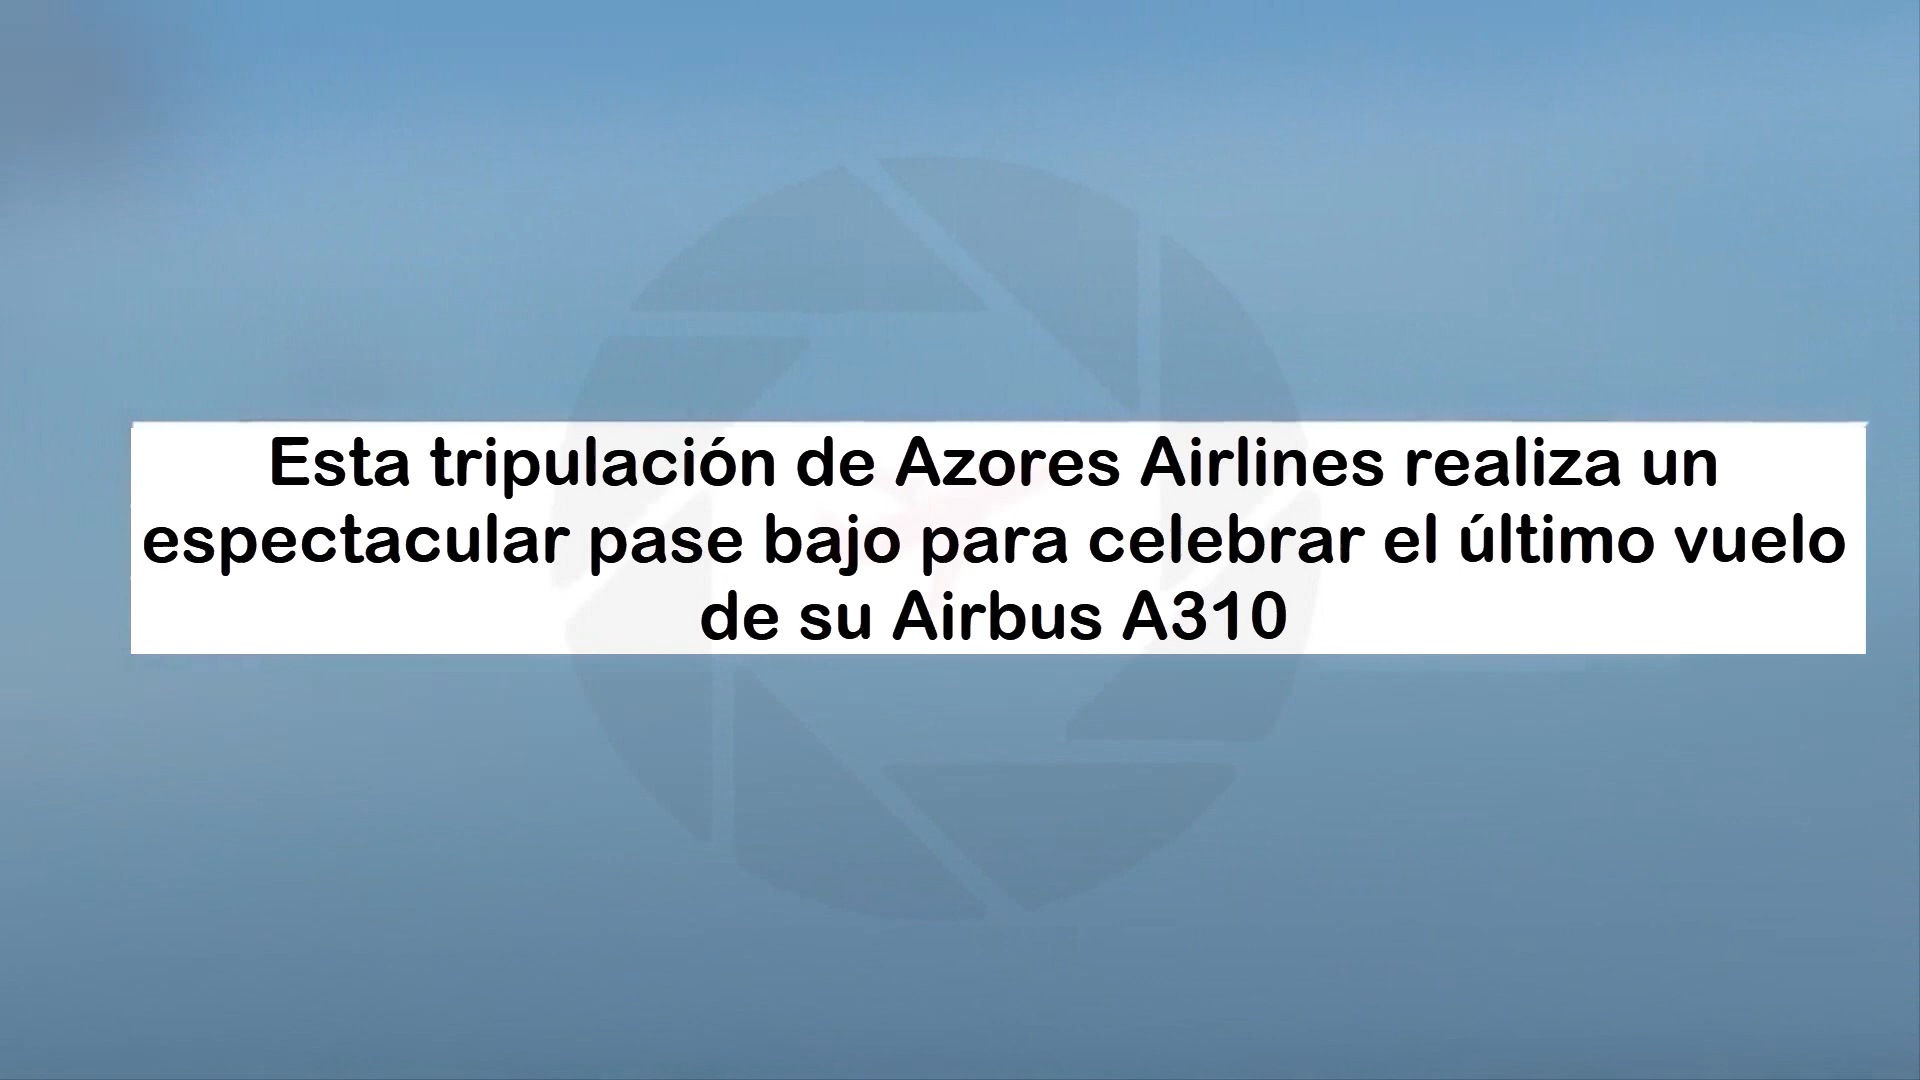 Esta tripulación de Azores Airlines realiza un
espectacular pase bajo para celebrar el último vuelo
de su Airbus A310